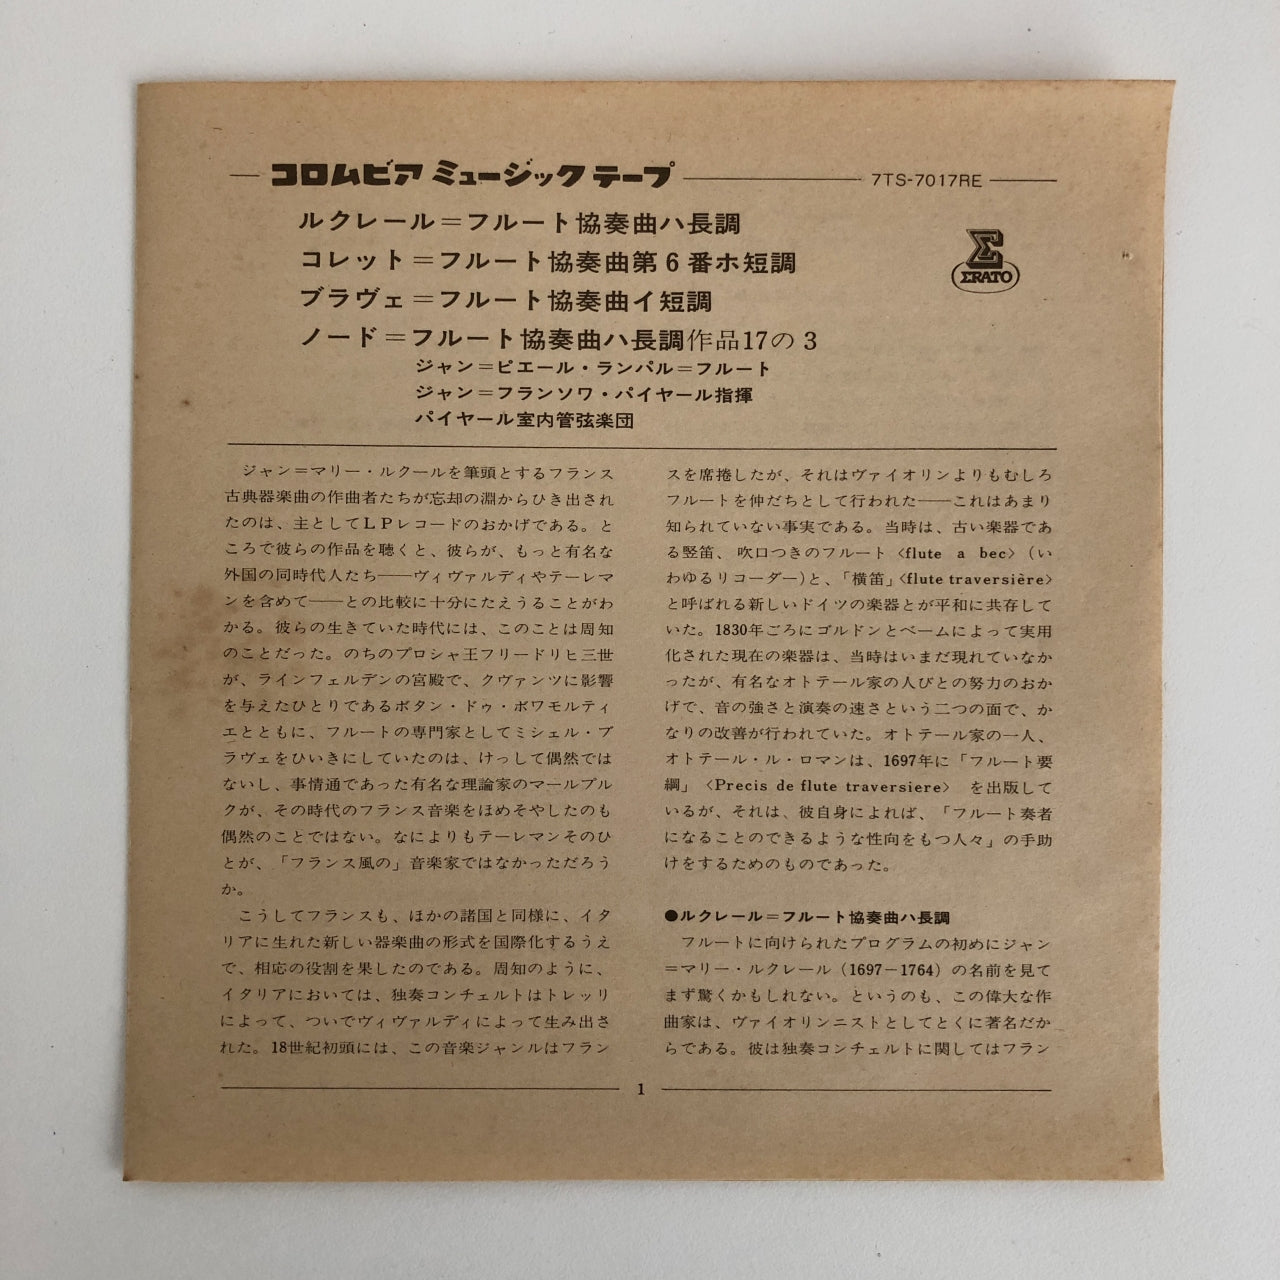 コロムビア ミュージック テープ 7TS-7017RE
ルクレール＝フルート協奏曲ハ長調
コレット＝フルート協奏曲第6番ホ短調
ブラヴェ＝フルート協奏曲イ短調
ノード＝フルート協奏曲ハ長調作品17の3
ジャン＝ピエール・ランパル＝フルート
ジャン＝フランソワ・パイヤール指揮
パイヤール室内管弦楽団
ERATO
ジャン＝マリー・ルクールを筆頭とするフランス
古典器楽曲の作曲者たちが忘却の淵からひき出され
たのは、主としてＬＰレコードのおかげである。と
ころで彼らの作品を聴くと、彼らが、もっと有名な
外国の同時代人たち――ヴィヴァルディやテーレマ
ンを含めて――との比較に十分にたえうることがわ
かる。彼らの生きていた時代には、このことは周知
のことだった。のちのプロシャ王フリードリヒ三世
が、ラインフェルデンの宮殿で、クヴァンツに影響
を与えたひとりであるボタン・ドゥ・ボワモルティ
エとともに、フルートの専門家としてミシェル・ブ
ラヴェをひいきにしていたのは、けっして偶然では
ないし、事情通であった有名な理論家のマールプル
クが、その時代のフランス音楽をほめそやしたのも
偶然のことではない。なによりもテーレマンそのひ
とが、「フランス風の」音楽家ではなかっただろう
か。
こうしてフランスも、ほかの諸国と同様に、イタ
リアに生れた新しい器楽曲の形式を国際化するうえ
で、相応の役割を果したのである。周知のように、
イタリアにおいては、独奏コンチェルトはトレッリ
によって、ついでヴィヴァルディによって生み出さ
れた。18世紀初頭には、この音楽ジャンルはフラン
スを席捲したが、それはヴァイオリンよりもむしろ
フルートを仲だちとして行われた――これはあまり
知られていない事実である。当時は、古い楽器であ
る竪笛、吹口つきのフルート〈flute a bec〉（い
わゆるリコーダー）と、「横笛」〈flute traversière〉
と呼ばれる新しいドイツの楽器とが平和に共存して
いた。1830年ごろにゴルドンとベームによって実用
化された現在の楽器は、当時はいまだ現れていなか
ったが、有名なオトテール家の人びとの努力のおか
げで、音の強さと演奏の速さという二つの面で、か
なりの改善が行われていた。オトテール家の一人、
オトテール・ル・ロマンは、1697年に「フルート要
綱」〈Precis de flute traversiere〉 を出版して
いるが、それは、彼自身によれば、「フルート奏者
になることのできるような性向をもつ人々」の手助
けをするためのものであった。
●ルクレール＝フルート協奏曲ハ長調
フルートに向けられたプログラムの初めにジャン
＝マリー・ルクレール（1697－1764）の名前を見て
まず驚くかもしれない。というのも、この偉大な作
曲家は、ヴァイオリンニストとしてとくに著名だか
らである。彼は独奏コンチェルトに関してはフラン
1